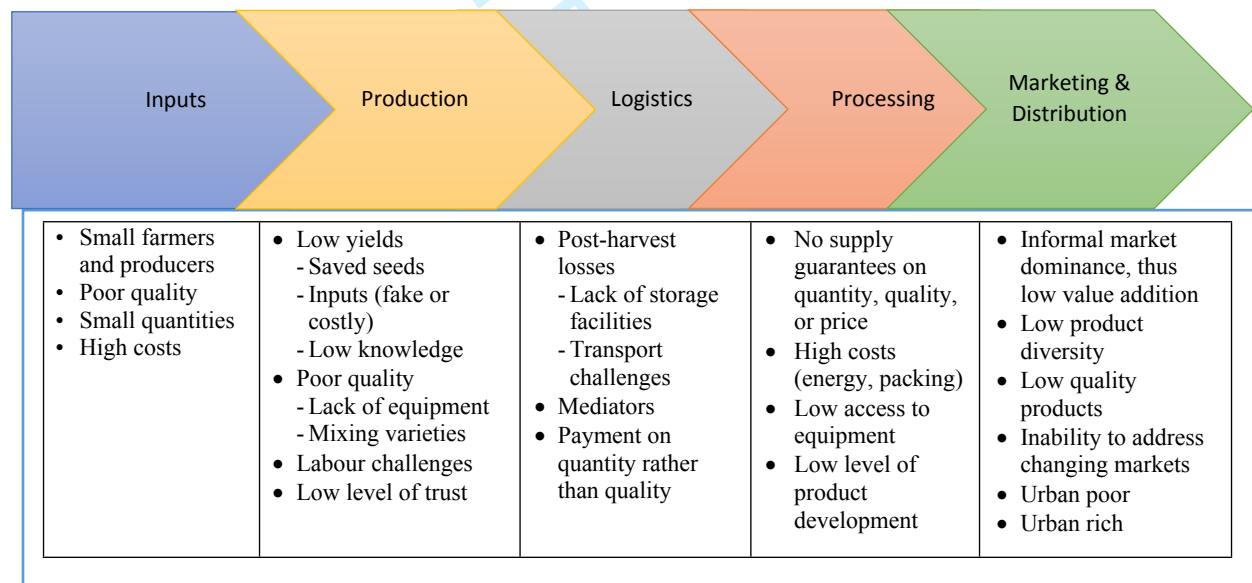 Inputs
Production
Logistics
Processing
Marketing &
Distribution
• Small farmers
and producers
• Poor quality
• Small quantities
• High costs
• Low yields
- Saved seeds
- Inputs (fake or
costly)
- Low knowledge
• Poor quality
- Lack of equipment
- Mixing varieties
• Labour challenges
• Low level of trust
• Post-harvest
losses
- Lack of storage
facilities
- Transport
challenges
• Mediators
• Payment on
quantity rather
than quality
• No supply
guarantees on
quantity, quality,
or price
• High costs
(energy, packing)
• Low access to
equipment
• Low level of
product
development
• Informal market
dominance, thus
low value addition
• Low product
diversity
• Low quality
products
• Inability to address
changing markets
• Urban poor
• Urban rich